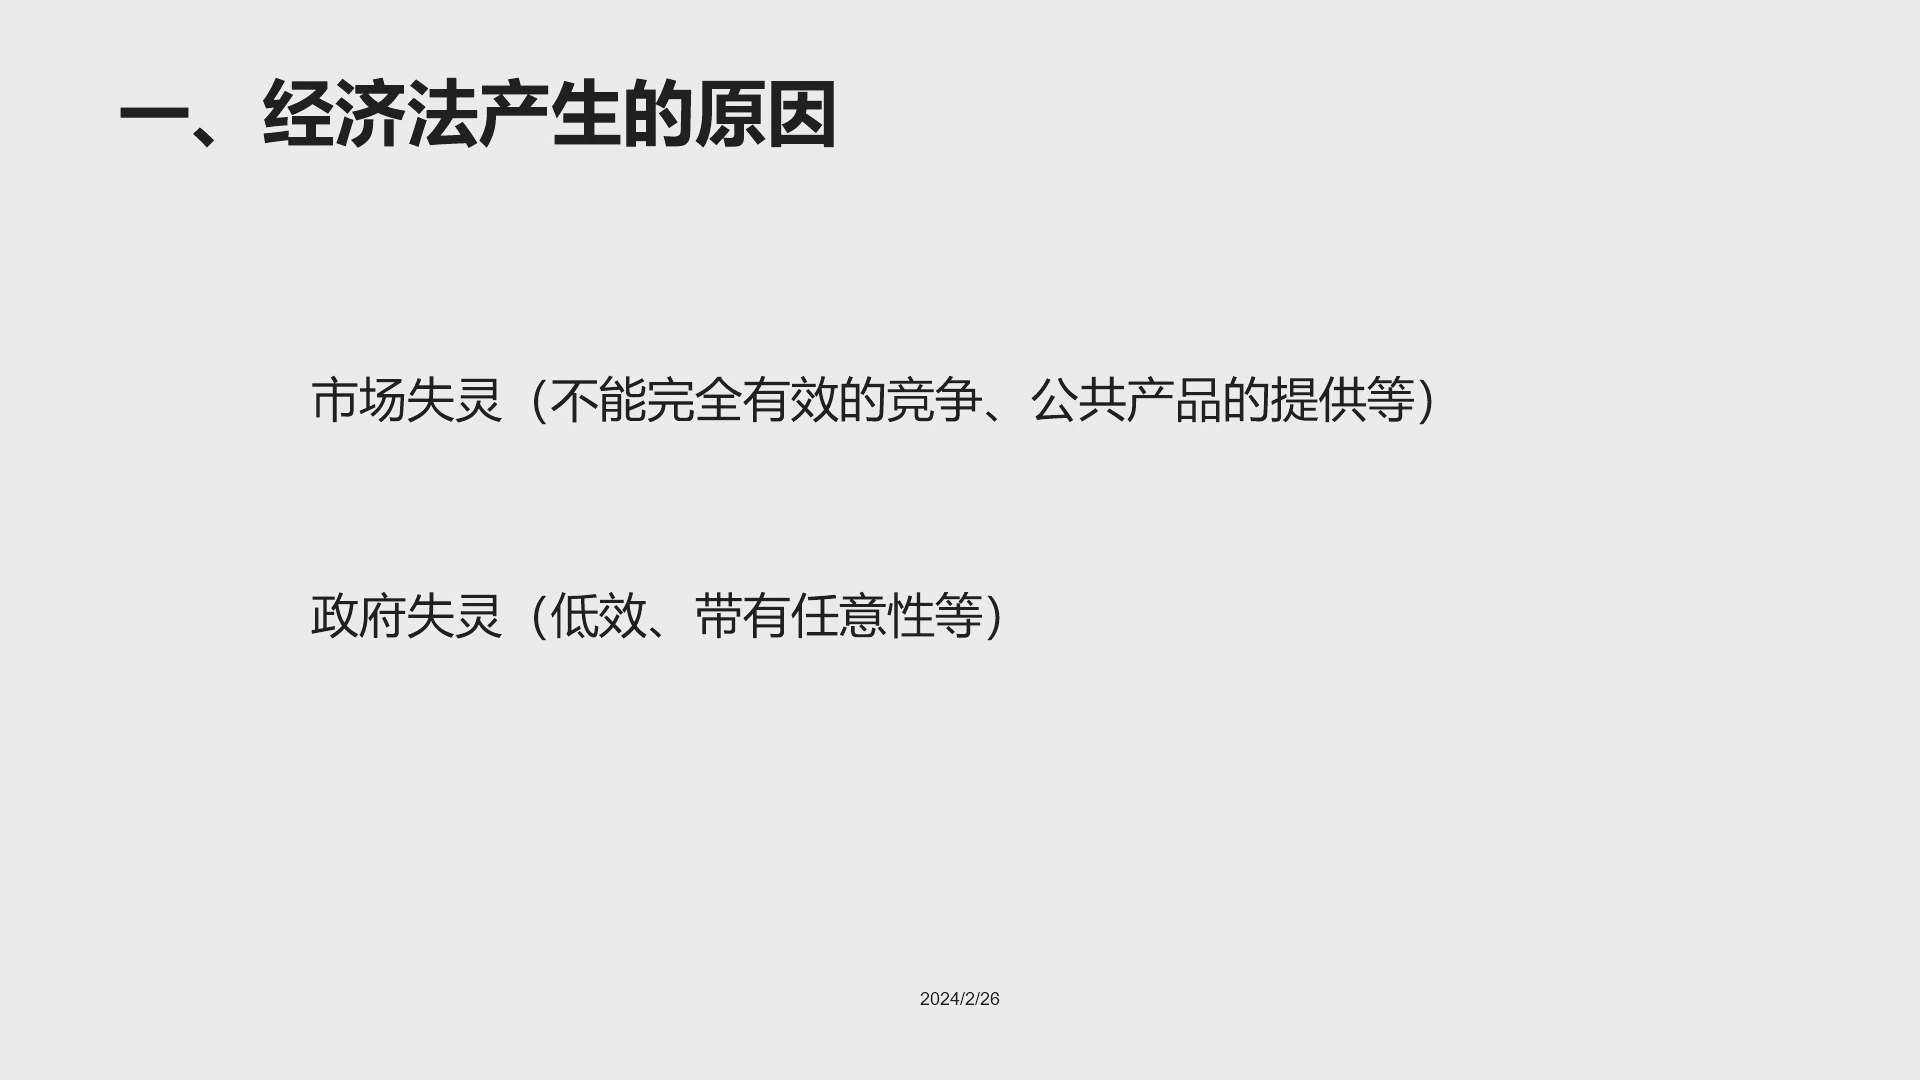 一、经济法产生的原因
市场失灵（不能完全有效的竞争、公共产品的提供等）
政府失灵（低效、带有任意性等）
2024/2/26